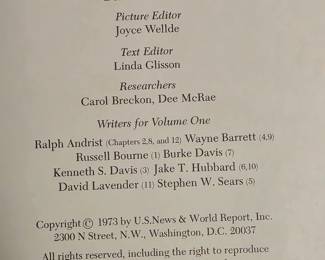 Picture Editor
Joyce Wellde
Text Editor
Linda Glisson
Researchers
Carol Breckon, Dee McRae
Writers for Volume One
Ralph Andrist (Chapters 2,8, and 12) Wayne Barrett (4,9)
Russell Bourne (1) Burke Davis (7)
Kenneth S. Davis (3) Jake T. Hubbard (6,10)
David Lavender (11) Stephen W. Sears (5)
Copyright © 1973 by U.S.News & World Report, Inc.
2300 N Street, N.W., Washington, D.C. 20037
All rights reserved, including the right to reproduce